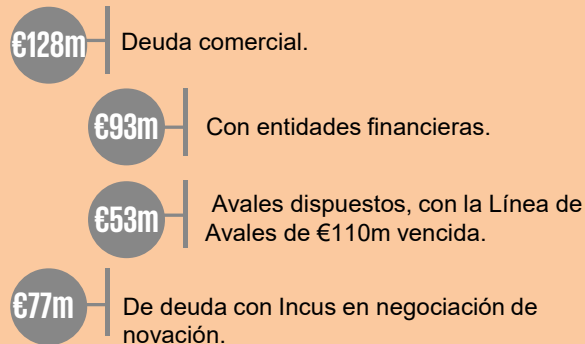 €128m
Deuda comercial.
€93m
Con entidades financieras.
€53m
Avales dispuestos, con la Línea de
Avales de €110m vencida.
€77m
De deuda con Incus en negociación de
novación.